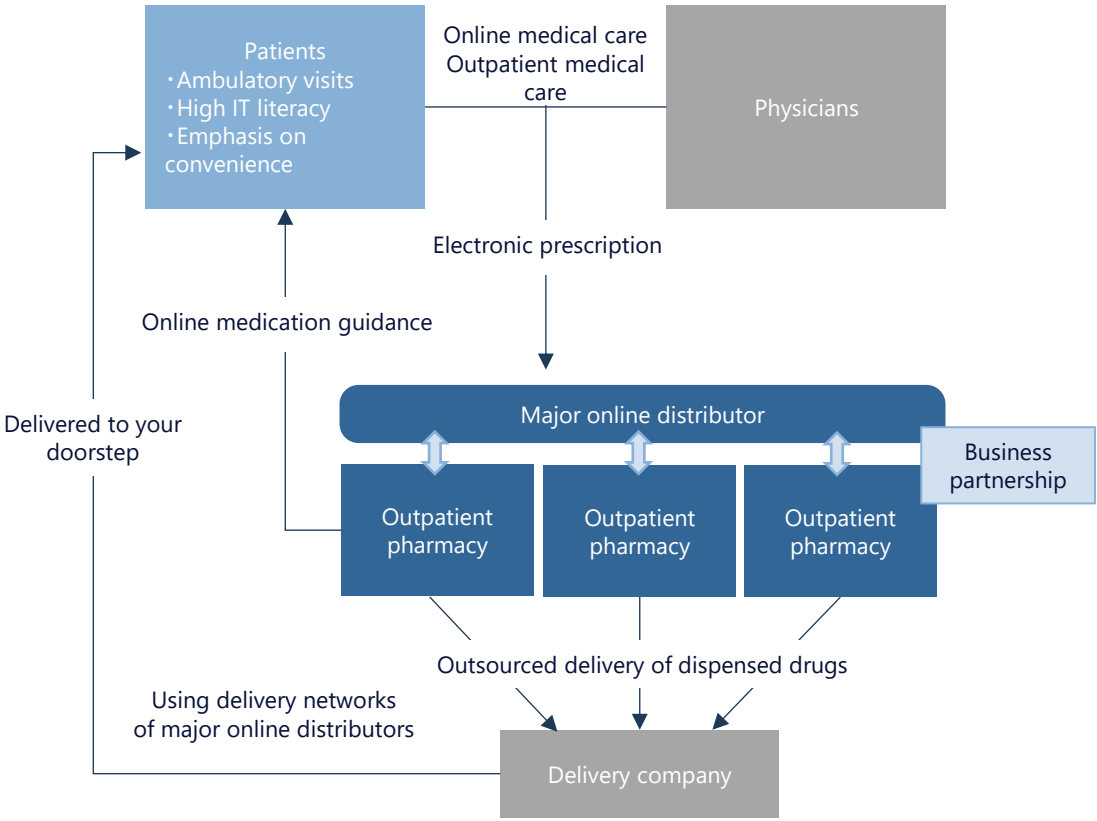 Patients
・Ambulatory visits
・High IT literacy
・Emphasis on
convenience
Online medical care
Outpatient medical
care
Physicians
Electronic prescription
Online medication guidance
Delivered to your
doorstep
Major online distributor
Business
partnership
Outpatient
pharmacy
Outpatient
pharmacy
Outpatient
pharmacy
Outsourced delivery of dispensed drugs
Using delivery networks
of major online distributors
Delivery company